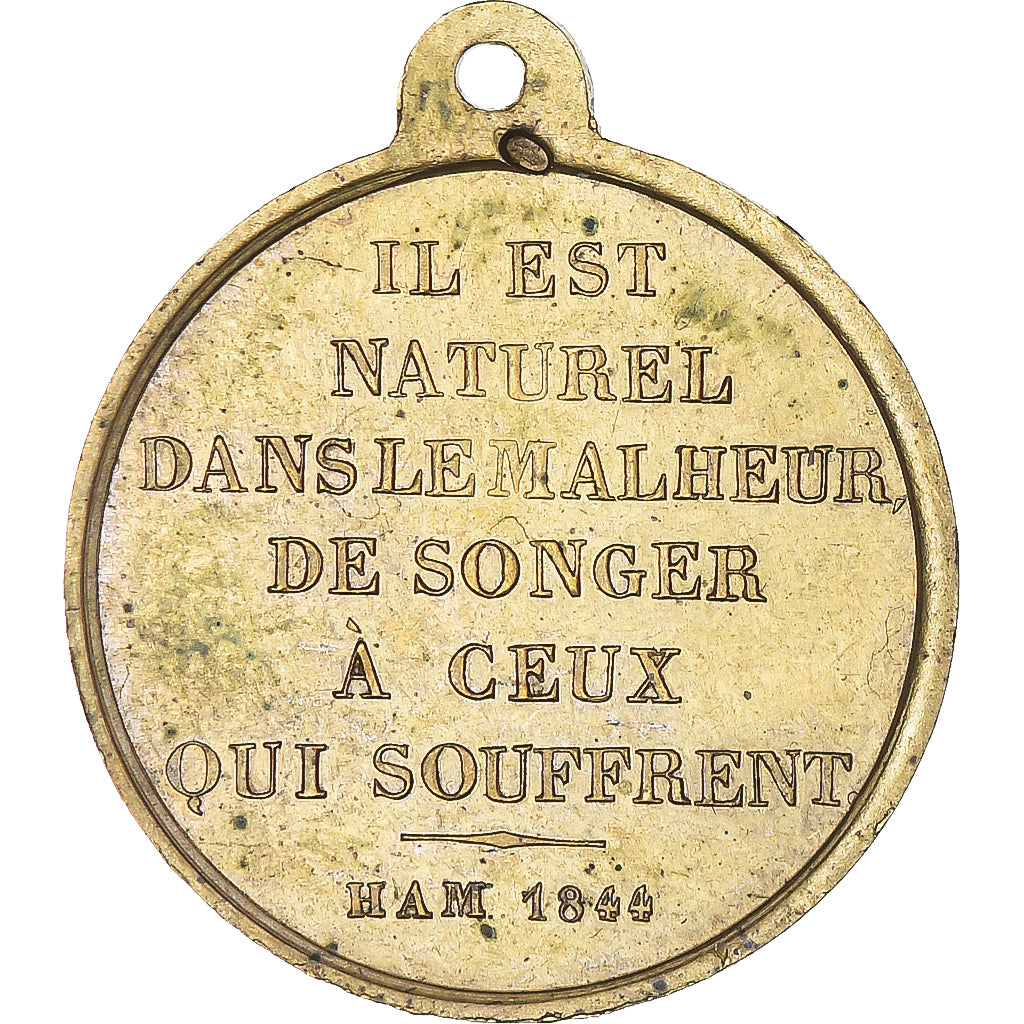 IL EST
NATUREL
DANS LE MALHEUR,
DE SONGER
À CEUX
QUI SOUFFRENT.
HAM 1844